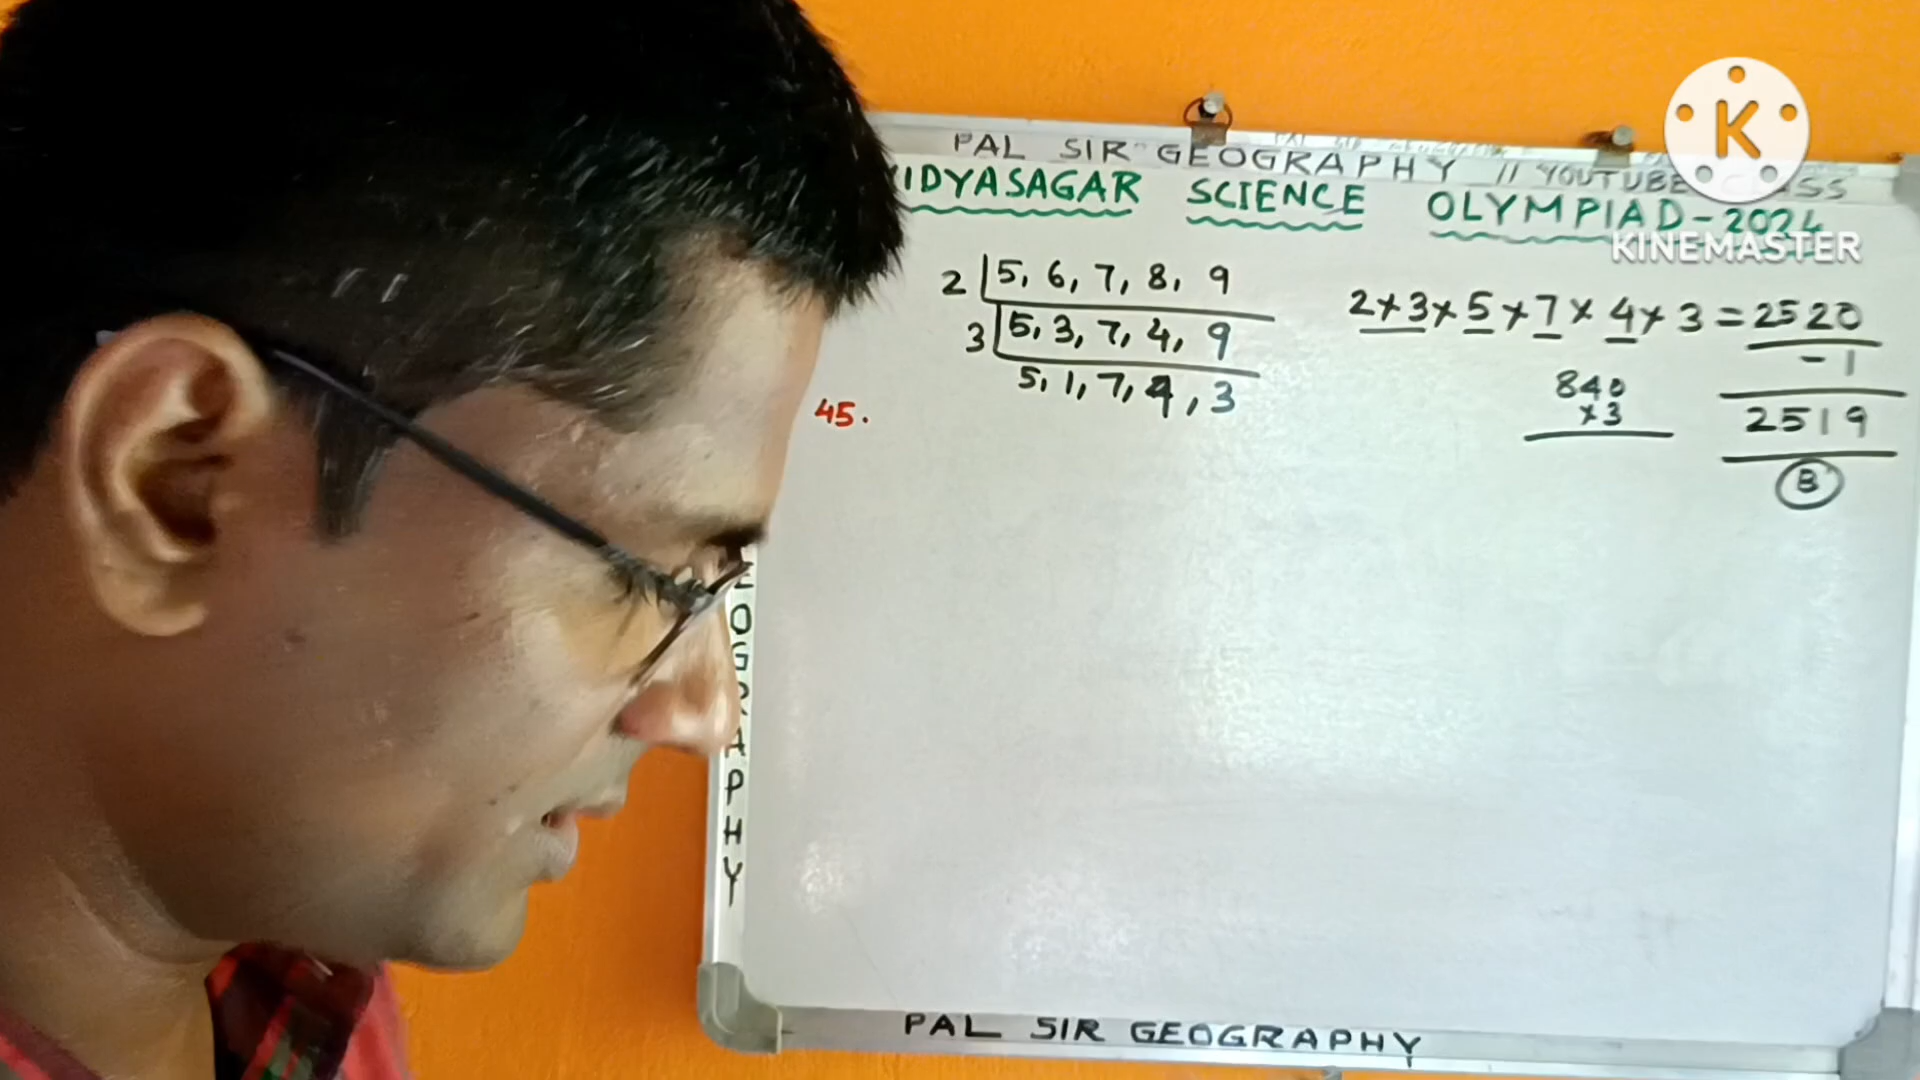 PAL SIR GEOGRAPHY // YOUTUBE CLASS
IDYASAGAR SCIENCE OLYMPIAD-2024
K
KINEMASTER
2 5, 6, 7, 8, 9
3 5, 3, 7, 4, 9
5, 1, 7, 4, 3
2×3×5×7×4×3=2520
-1
2519
B
840
×3
45.
OGRAPHY
PAL SIR GEOGRAPHY